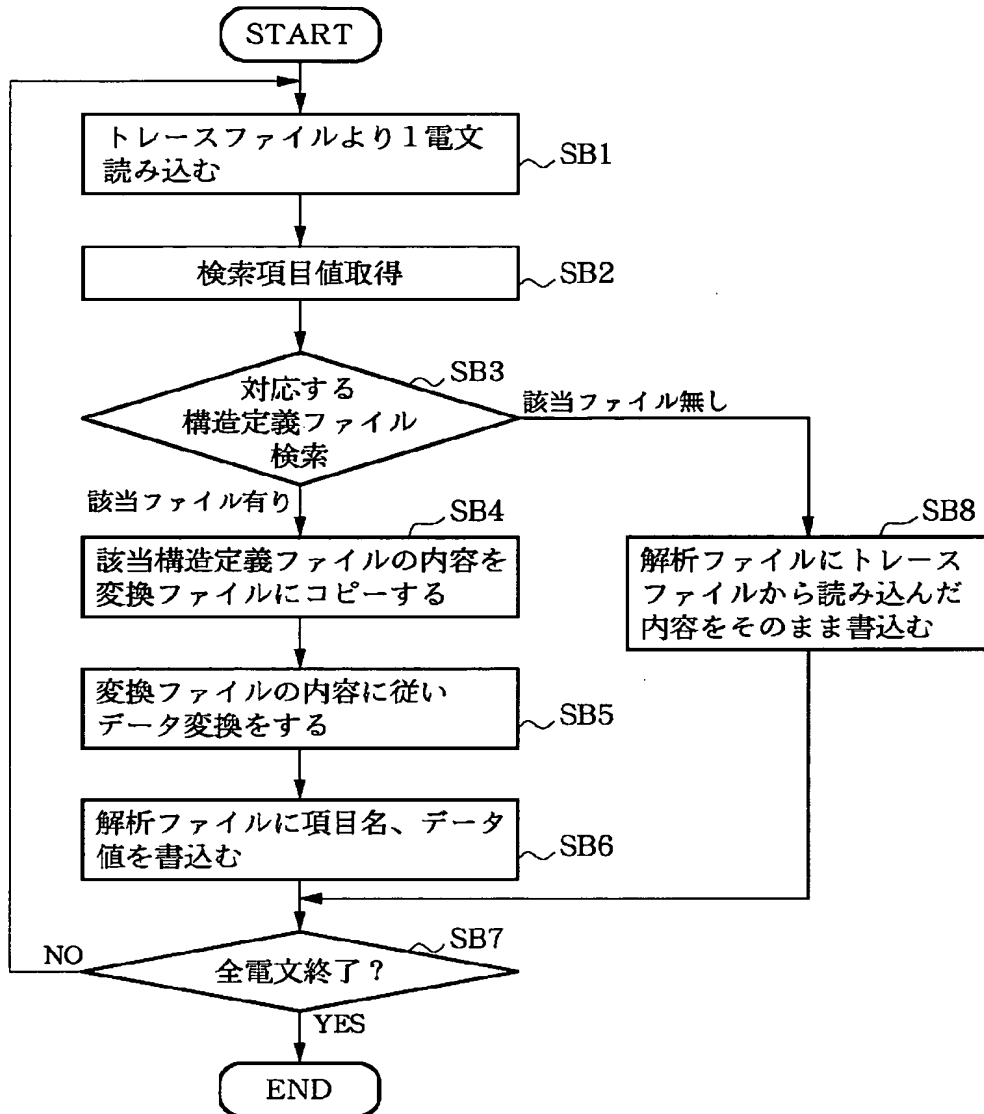 START
トレースファイルより１電文
読み込む
SB1
検索項目値取得
SB2
SB3
対応する
構造定義ファイル
検索
該当ファイル無し
該当ファイル有り
SB4
該当構造定義ファイルの内容を
変換ファイルにコピーする
SB8
解析ファイルにトレース
ファイルから読み込んだ
内容をそのまま書込む
変換ファイルの内容に従い
データ変換をする
SB5
解析ファイルに項目名、データ
値を書込む
SB6
SB7
NO
全電文終了？
YES
END